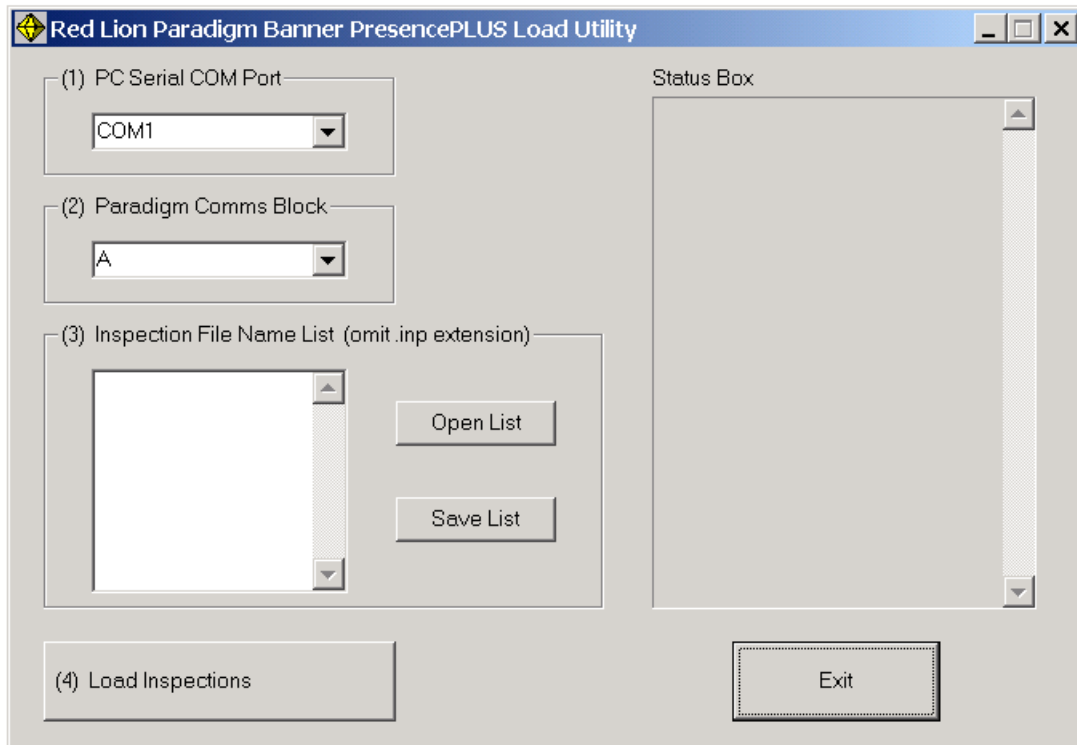 Red Lion Paradigm Banner PresencePLUS Load Utility
(1) PC Serial COM Port
COM1
(2) Paradigm Comms Block
A
(3) Inspection File Name List (omit .inp extension)
Open List
Save List
(4) Load Inspections
Status Box
Exit